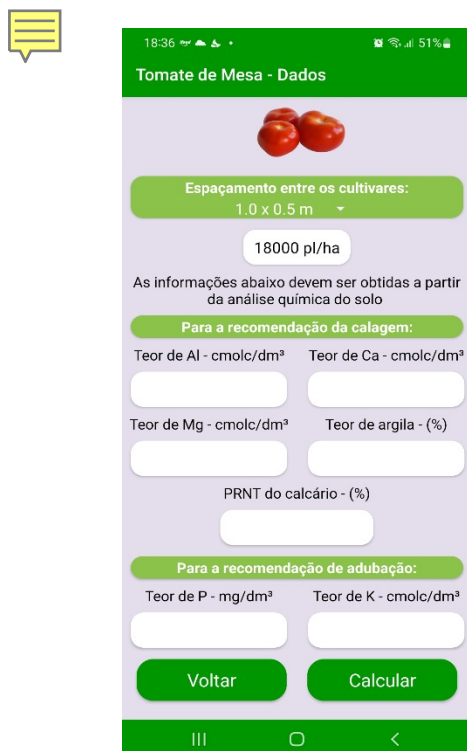 18:36 51%
Tomate de Mesa - Dados
Espaçamento entre os cultivares:
1.0 x 0.5 m
18000 pl/ha
As informações abaixo devem ser obtidas a partir
da análise química do solo
Para a recomendação da calagem:
Teor de Al - cmolc/dm³ Teor de Ca - cmolc/dm³
Teor de Mg - cmolc/dm³ Teor de argila - (%)
PRNT do calcário - (%)
Para a recomendação de adubação:
Teor de P - mg/dm³ Teor de K - cmolc/dm³
Voltar Calcular